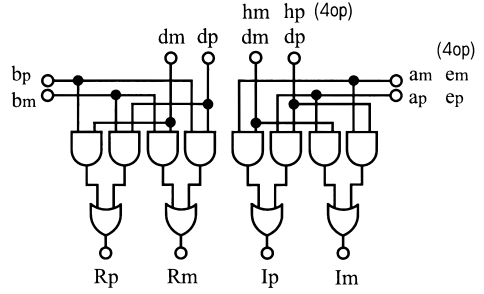 hm hp (4op)
dm dp dm dp
(4op)
bp am em
bm ap ep
Rp Rm Ip Im